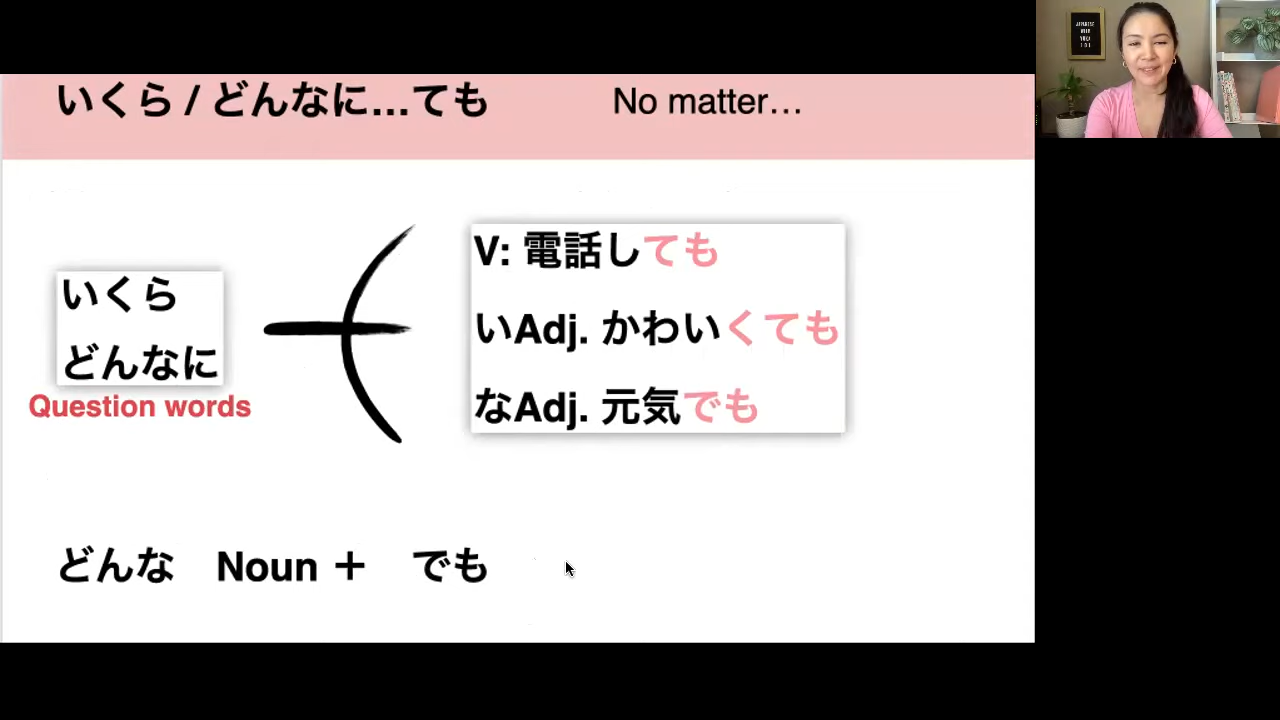 いくら / どんなに…ても
No matter…
いくら
どんなに
Question words
V: 電話しても
いAdj. かわいくても
なAdj. 元気でも
どんな　Noun ＋　でも
JAPANESE
WITH